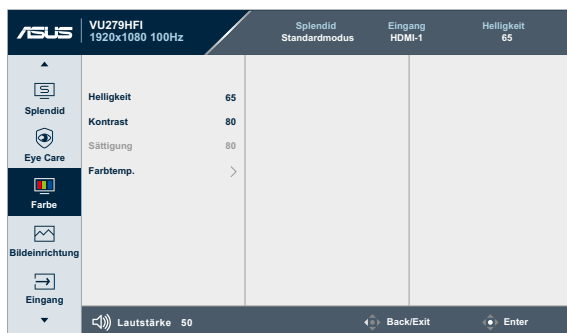 ASUS
VU279HFI
1920x1080 100Hz
Splendid
Standardmodus
Eingang
HDMI-1
Helligkeit
65
Splendid
Eye Care
Farbe
Bildeinrichtung
Eingang
Helligkeit 65
Kontrast 80
Sättigung 80
Farbtemp.
Lautstärke 50
Back/Exit
Enter